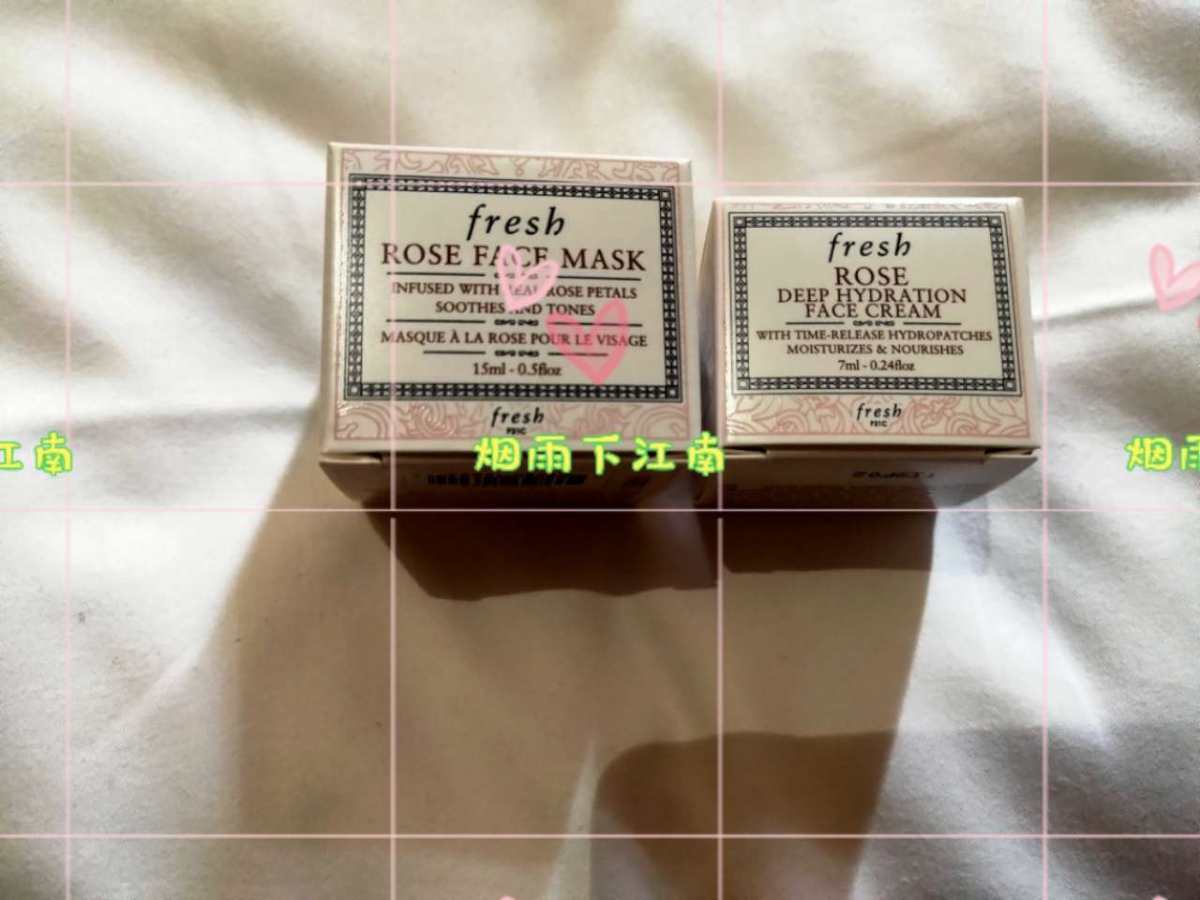 fresh
ROSE FACE MASK
INFUSED WITH REAL ROSE PETALS
SOOTHES AND TONES
MASQUE À LA ROSE POUR LE VISAGE
15ml - 0.5floz
fresh
fresh
ROSE
DEEP HYDRATION
FACE CREAM
WITH TIME-RELEASE HYDROPATCHES
MOISTURIZES & NOURISHES
7ml - 0.24floz
fresh
江南
烟雨下江南
烟雨